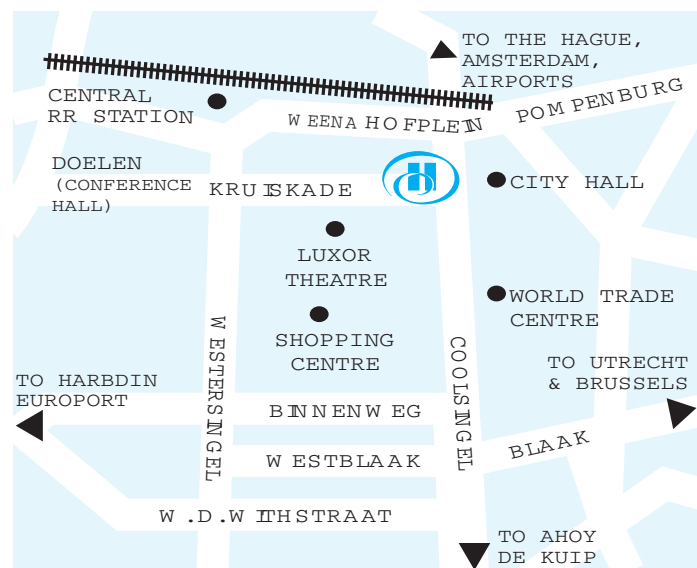 TO THE HAGUE,
AMSTERDAM,
AIRPORTS
CENTRAL
RR STATION
WEENA HOFPLEIN
POMPENBURG
DOELEN
(CONFERENCE
HALL)
KRUISKADE
CITY HALL
LUXOR
THEATRE
WORLD TRADE
CENTRE
SHOPPING
CENTRE
WESTERSINGEL
COOLSINGEL
TO UTRECHT
& BRUSSELS
TO HARBDIN
EUROPORT
BINNENWEG
BLAAK
WESTBLAAK
W.D.WITHSTRAAT
TO AHOY
DE KUIP